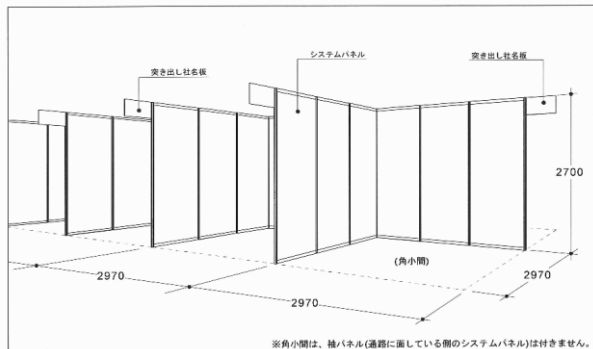 システムパネル
突き出し社名板
突き出し社名板
2700
(角小間)
2970
2970
2970
※角小間は、袖パネル(通路に面している側のシステムパネル)は付きません。